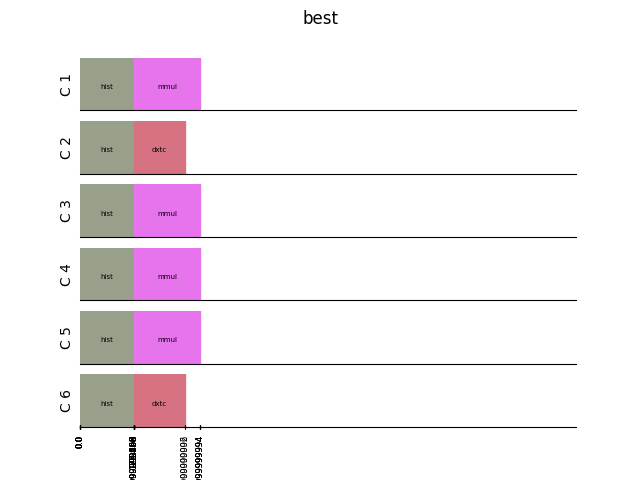 best
C 1
hist mmul
C 2
hist dxtc
C 3
hist mmul
C 4
hist mmul
C 5
hist mmul
C 6
hist dxtc
0.0